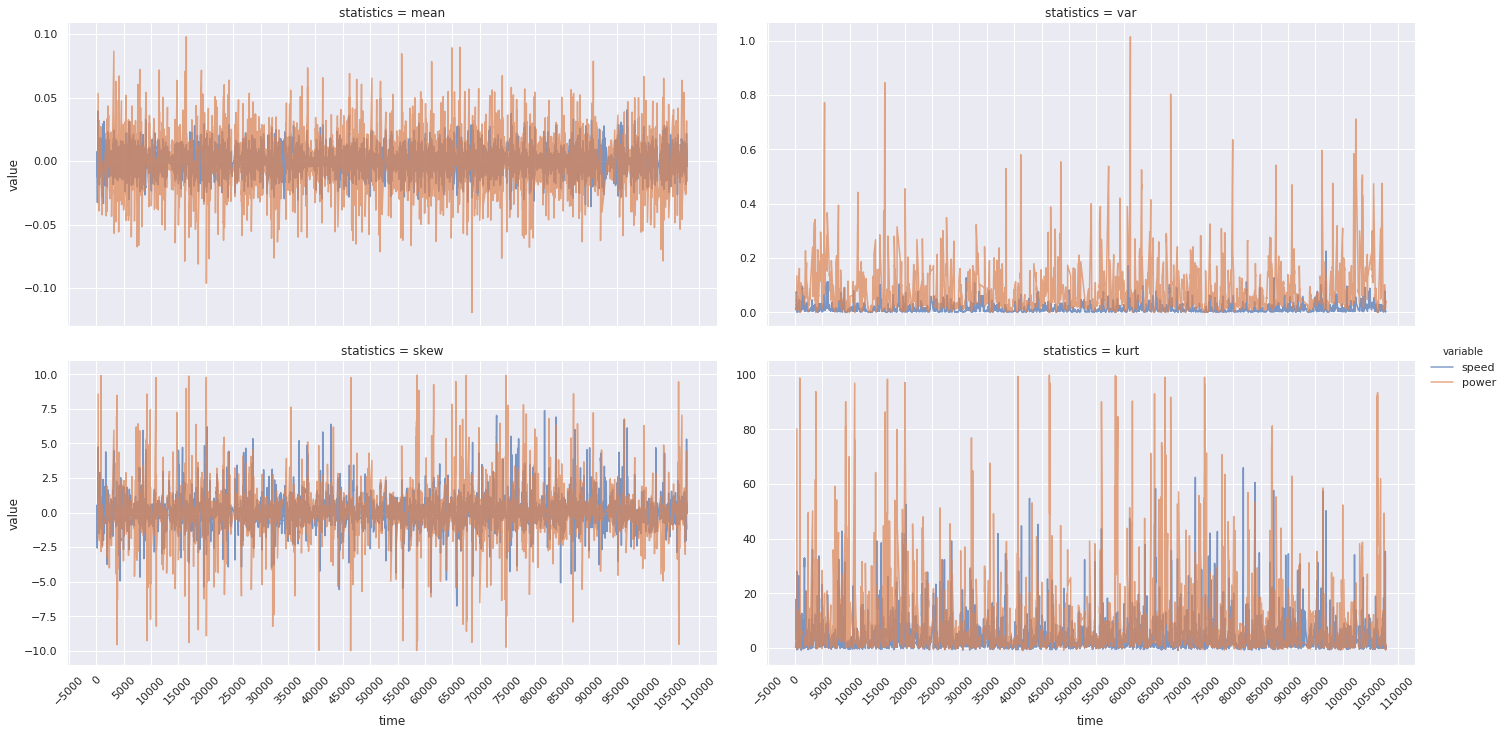 statistics = mean
statistics = var
value
0.10
0.05
0.00
−0.05
−0.10
1.0
0.8
0.6
0.4
0.2
0.0
statistics = skew
statistics = kurt
value
10.0
7.5
5.0
2.5
0.0
−2.5
−5.0
−7.5
−10.0
100
80
60
40
20
0
variable
speed
power
−5000 0 5000 10000 15000 20000 25000 30000 35000 40000 45000 50000 55000 60000 65000 70000 75000 80000 85000 90000 95000 100000 105000 110000
−5000 0 5000 10000 15000 20000 25000 30000 35000 40000 45000 50000 55000 60000 65000 70000 75000 80000 85000 90000 95000 100000 105000 110000
time
time